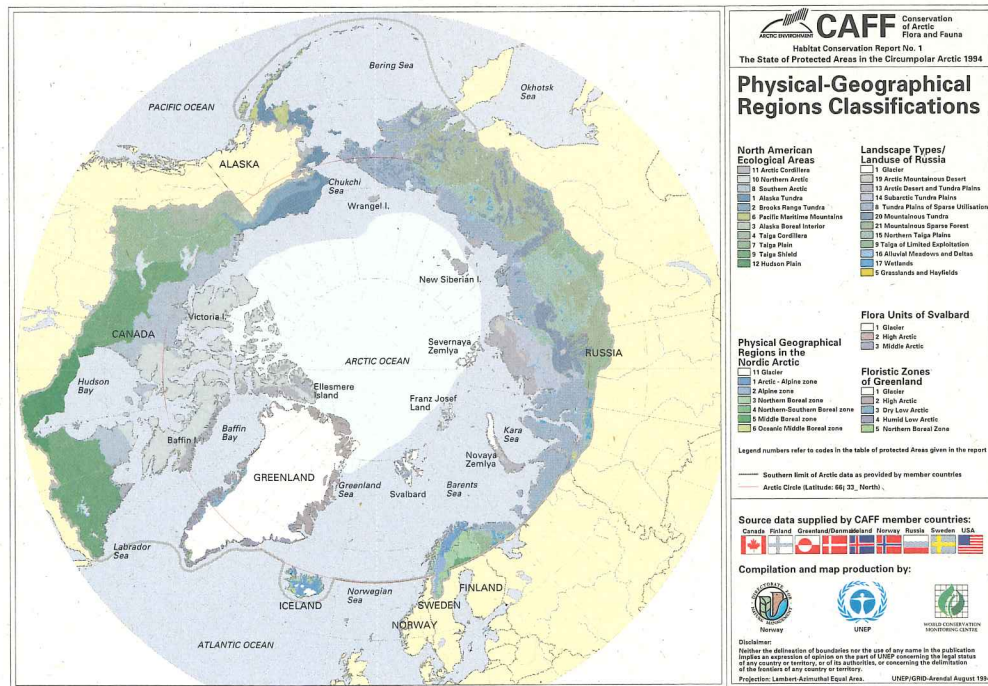 Bering Sea
Okhotsk
Sea
PACIFIC OCEAN
ALASKA
Chukchi
Sea
Wrangel I.
New Siberian I.
Victoria I.
CANADA
Severnaya
Zemlya
ARCTIC OCEAN
RUSSIA
Hudson
Bay
Ellesmere
Island
Franz Josef
Land
Baffin I.
Baffin
Bay
Kara
Sea
Novaya
Zemlya
GREENLAND
Greenland
Sea
Svalbard
Barents
Sea
Labrador
Sea
ICELAND
Norwegian
Sea
FINLAND
SWEDEN
NORWAY
ATLANTIC OCEAN
ARCTIC ENVIRONMENT
CAFF
Conservation
of Arctic
Flora and Fauna
Habitat Conservation Report No. 1
The State of Protected Areas in the Circumpolar Arctic 1994
Physical-Geographical
Regions Classifications
North American
Ecological Areas
11 Arctic Cordillera
10 Northern Arctic
8 Southern Arctic
1 Alaska Tundra
2 Brooks Range Tundra
6 Pacific Maritime Mountains
3 Alaska Boreal Interior
4 Taiga Cordillera
7 Taiga Plain
9 Taiga Shield
12 Hudson Plain
Landscape Types/
Landuse of Russia
1 Glacier
19 Arctic Mountainous Desert
13 Arctic Desert and Tundra Plains
14 Subarctic Tundra Plains
8 Tundra Plains of Sparse Utilisation
20 Mountainous Tundra
21 Mountainous Sparse Forest
15 Northern Taiga Plains
9 Taiga of Limited Exploitation
16 Alluvial Meadows and Deltas
17 Wetlands
5 Grasslands and Hayfields
Flora Units of Svalbard
1 Glacier
2 High Arctic
3 Middle Arctic
Physical Geographical
Regions in the
Nordic Arctic
11 Glacier
1 Arctic - Alpine zone
2 Alpine zone
3 Northern Boreal zone
4 Northern-Southern Boreal zone
5 Middle Boreal zone
6 Oceanic Middle Boreal zone
Floristic Zones
of Greenland
1 Glacier
2 High Arctic
3 Dry Low Arctic
4 Humid Low Arctic
5 Northern Boreal Zone
Legend numbers refer to codes in the table of protected Areas given in the report
Southern limit of Arctic data as provided by member countries
Arctic Circle (Latitude: 66¡ 33_ North)
Source data supplied by CAFF member countries:
Canada Finland Greenland/Denmark Iceland Norway Russia Sweden USA
Compilation and map production by:
DIRECTORATE FOR NATURE MANAGEMENT
Norway
UNEP
WORLD CONSERVATION
MONITORING CENTRE
Disclaimer:
Neither the delineation of boundaries nor the use of any name in the publication
implies an expression of opinion on the part of UNEP concerning the legal status
of any country or territory, or of its authorities, or concerning the delimitation
of the frontiers of any country or territory.
Projection: Lambert-Azimuthal Equal Area. UNEP/GRID-Arendal August 1994